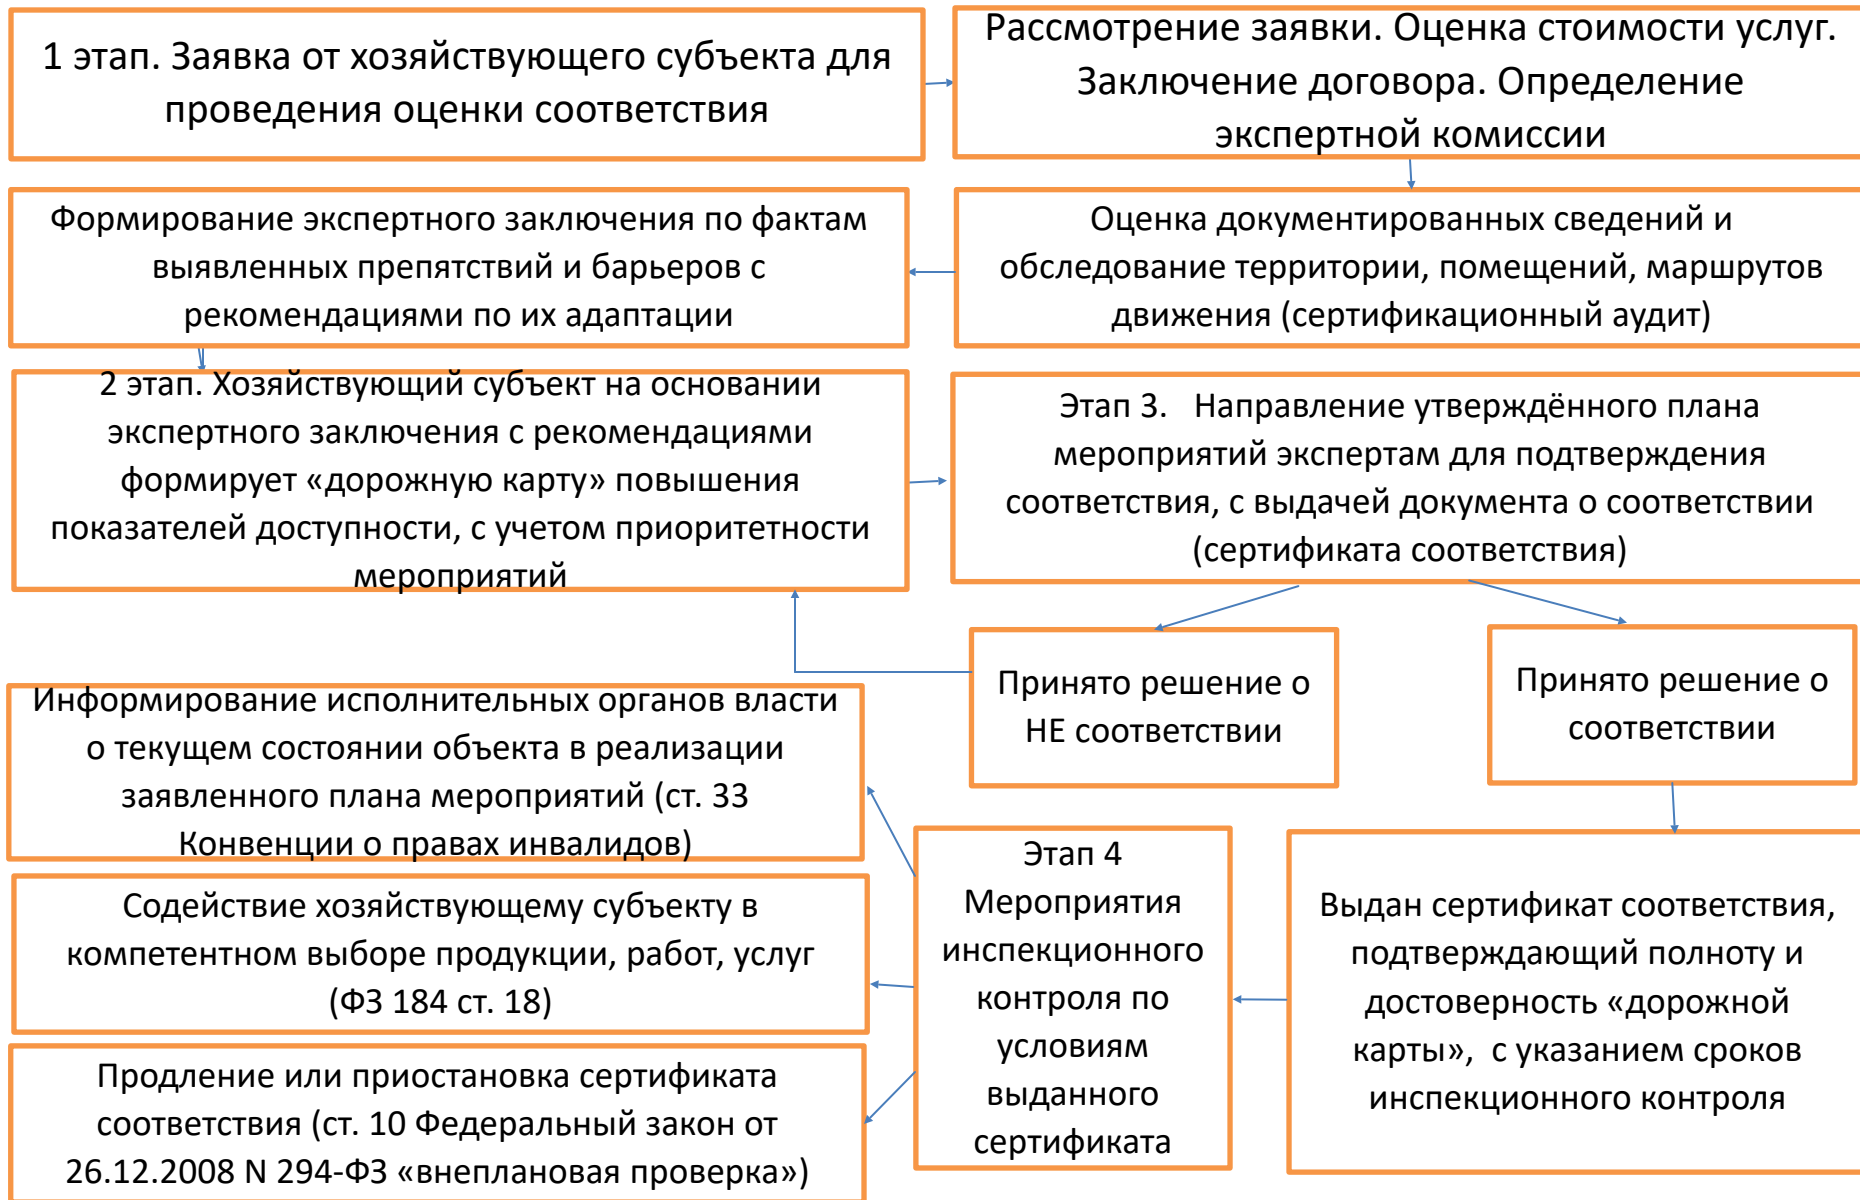 1 этап. Заявка от хозяйствующего субъекта для
проведения оценки соответствия
Рассмотрение заявки. Оценка стоимости услуг.
Заключение договора. Определение
экспертной комиссии
Формирование экспертного заключения по фактам
выявленных препятствий и барьеров с
рекомендациями по их адаптации
Оценка документированных сведений и
обследование территории, помещений, маршрутов
движения (сертификационный аудит)
2 этап. Хозяйствующий субъект на основании
экспертного заключения с рекомендациями
формирует «дорожную карту» повышения
показателей доступности, с учетом приоритетности
мероприятий
Этап 3.   Направление утверждённого плана
мероприятий экспертам для подтверждения
соответствия, с выдачей документа о соответствии
(сертификата соответствия)
Принято решение о
НЕ соответствии
Принято решение о
соответствии
Информирование исполнительных органов власти
о текущем состоянии объекта в реализации
заявленного плана мероприятий (ст. 33
Конвенции о правах инвалидов)
Содействие хозяйствующему субъекту в
компетентном выборе продукции, работ, услуг
(ФЗ 184 ст. 18)
Продление или приостановка сертификата
соответствия (ст. 10 Федеральный закон от
26.12.2008 N 294-ФЗ «внеплановая проверка»)
Этап 4
Мероприятия
инспекционного
контроля по
условиям
выданного
сертификата
Выдан сертификат соответствия,
подтверждающий полноту и
достоверность «дорожной
карты»,  с указанием сроков
инспекционного контроля